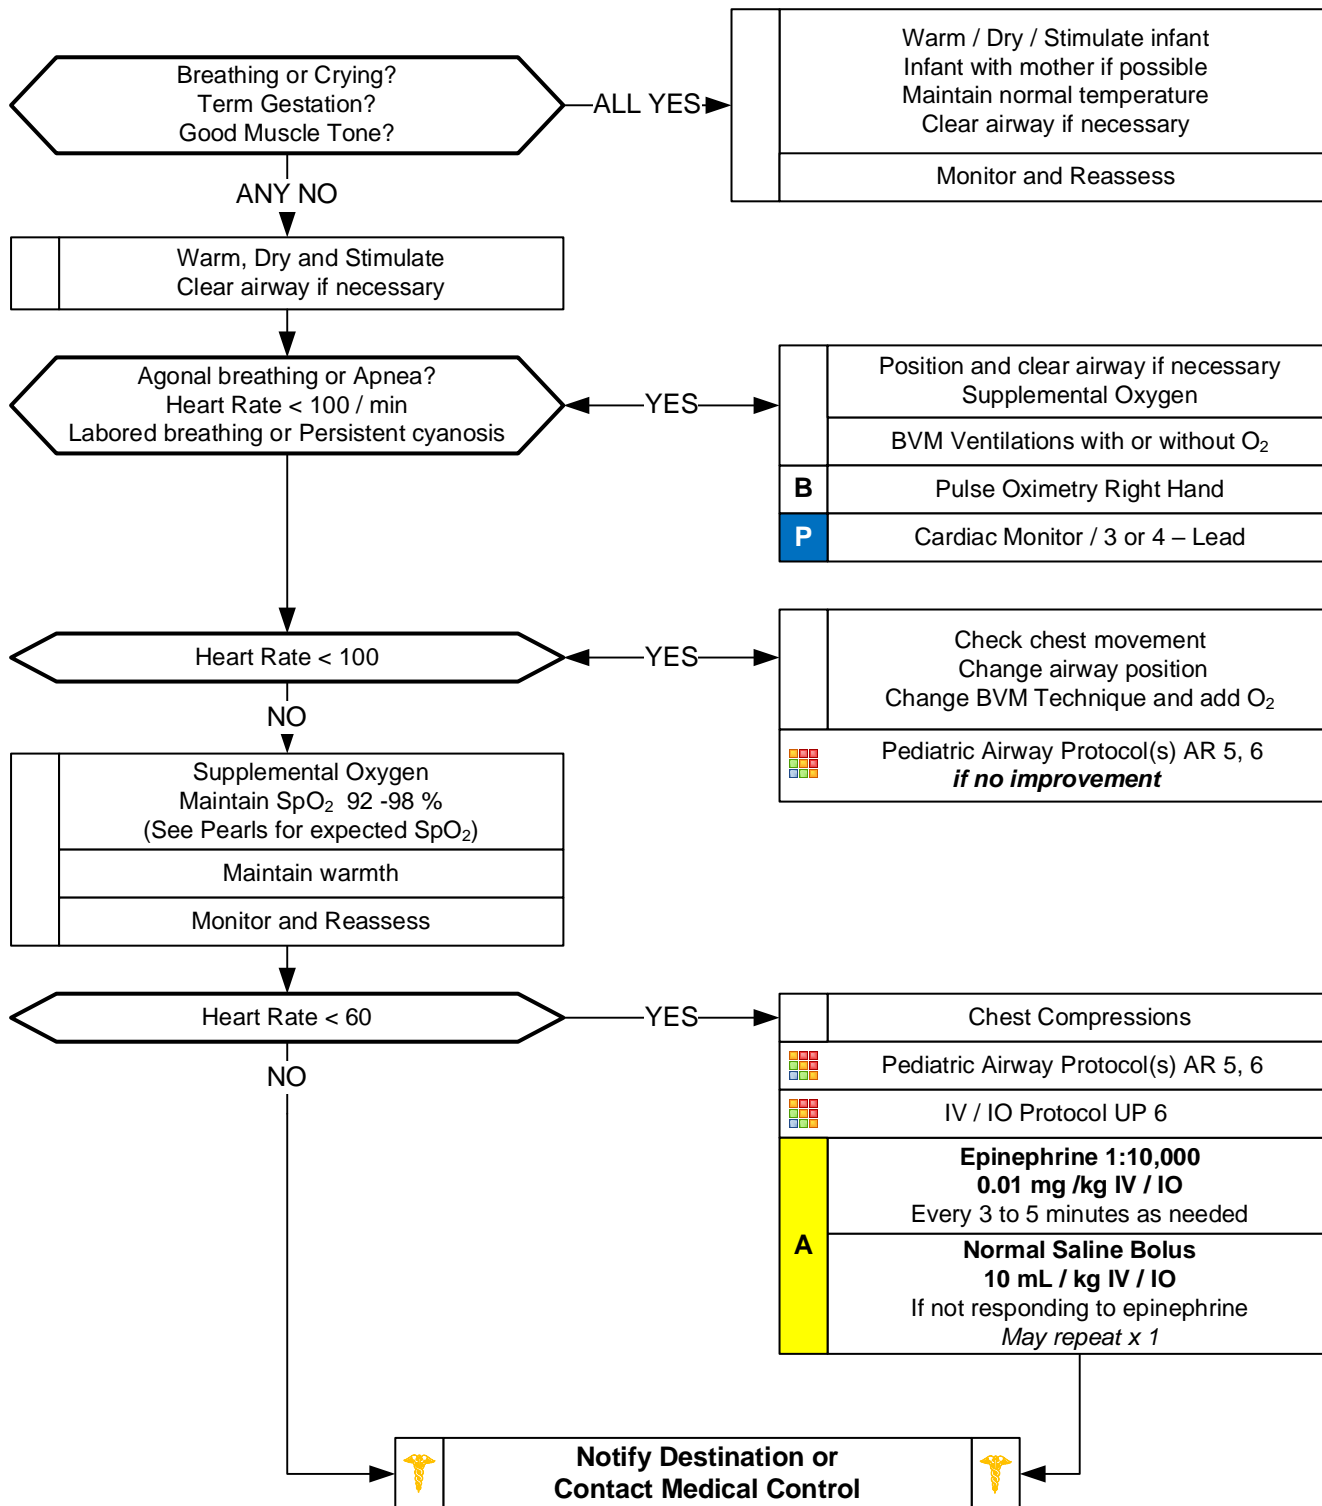 Breathing or Crying?
Term Gestation?
Good Muscle Tone?
ALL YES
Warm / Dry / Stimulate infant
Infant with mother if possible
Maintain normal temperature
Clear airway if necessary
Monitor and Reassess
ANY NO
Warm, Dry and Stimulate
Clear airway if necessary
Agonal breathing or Apnea?
Heart Rate < 100 / min
Labored breathing or Persistent cyanosis
YES
Position and clear airway if necessary
Supplemental Oxygen
BVM Ventilations with or without O₂
B
Pulse Oximetry Right Hand
P
Cardiac Monitor / 3 or 4 – Lead
Heart Rate < 100
YES
Check chest movement
Change airway position
Change BVM Technique and add O₂
Pediatric Airway Protocol(s) AR 5, 6
if no improvement
NO
Supplemental Oxygen
Maintain SpO₂ 92 -98 %
(See Pearls for expected SpO₂)
Maintain warmth
Monitor and Reassess
Heart Rate < 60
YES
Chest Compressions
Pediatric Airway Protocol(s) AR 5, 6
IV / IO Protocol UP 6
A
Epinephrine 1:10,000
0.01 mg /kg IV / IO
Every 3 to 5 minutes as needed
Normal Saline Bolus
10 mL / kg IV / IO
If not responding to epinephrine
May repeat x 1
NO
Notify Destination or
Contact Medical Control